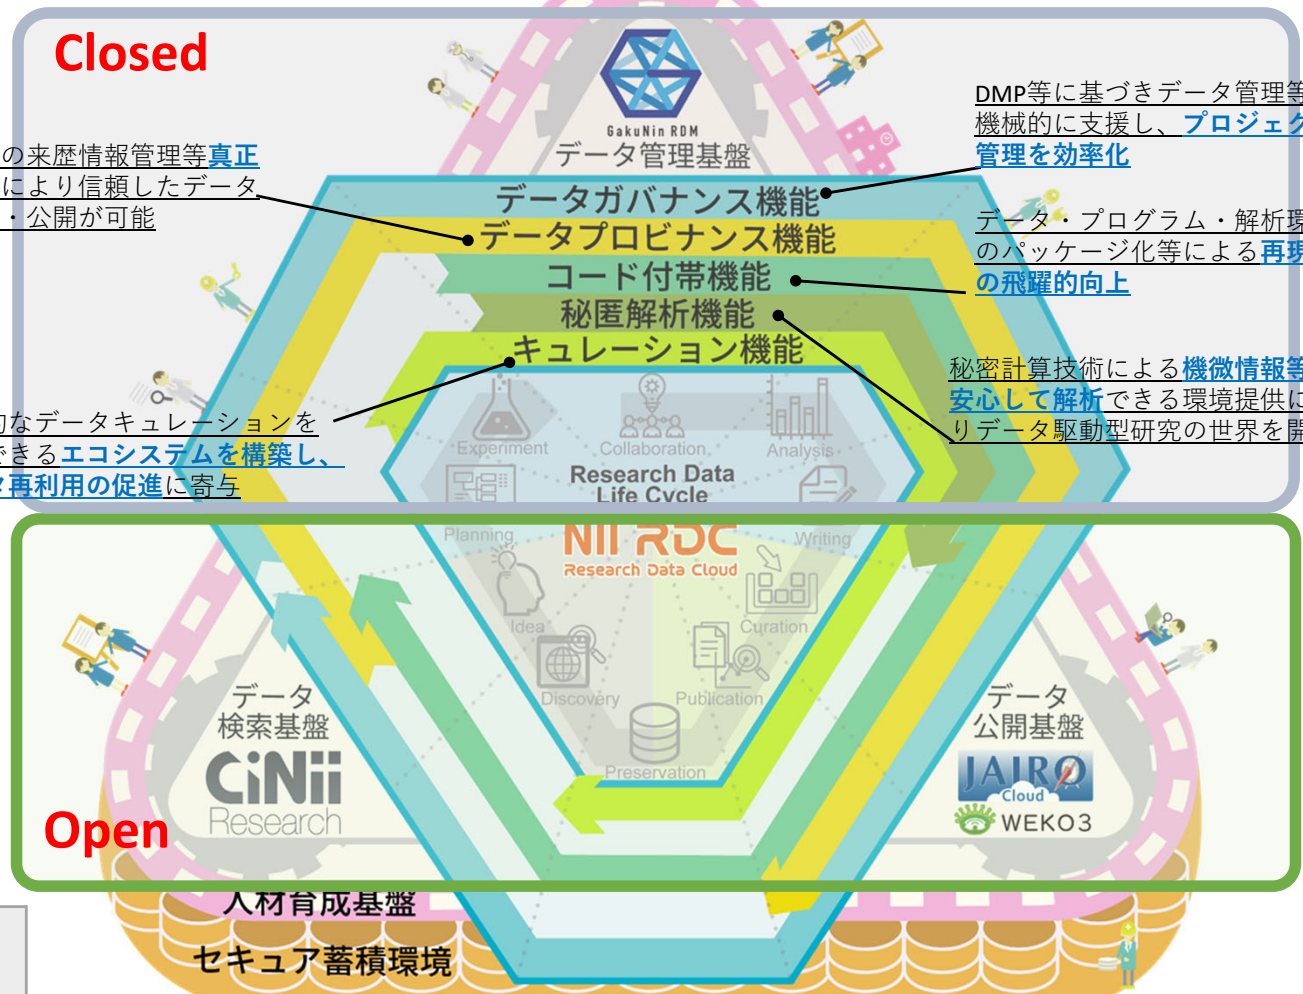 Closed
GakuNin RDM
データ管理基盤
DMP等に基づきデータ管理等
機械的に支援し、プロジェク
管理を効率化
の来歴情報管理等真正
により信頼したデータ
・公開が可能
データガバナンス機能
データプロビナンス機能
コード付帯機能
秘匿解析機能
キュレーション機能
データ・プログラム・解析環
のパッケージ化等による再現
の飛躍的向上
秘密計算技術による機微情報等
安心して解析できる環境提供に
りデータ駆動型研究の世界を開
的なデータキュレーションを
できるエコシステムを構築し、
タ再利用の促進に寄与
Experiment
Collaboration
Analysis
Research Data
Life Cycle
Planning
Writing
NII RDC
Research Data Cloud
Idea
Curation
Discovery
Publication
Preservation
データ
検索基盤
CiNii
Research
データ
公開基盤
JAIRO
Cloud
WEKO3
Open
人材育成基盤
セキュア蓄積環境